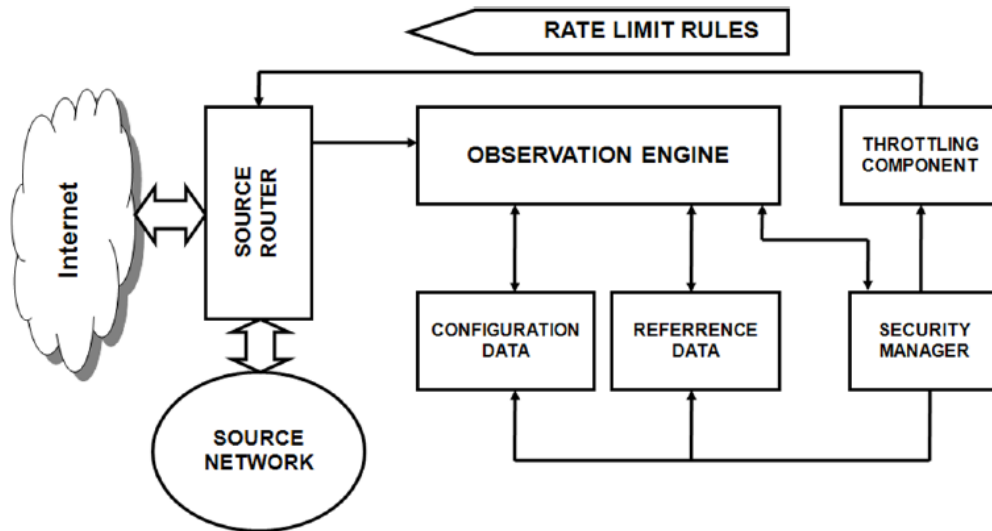 RATE LIMIT RULES
Internet
SOURCE
ROUTER
OBSERVATION ENGINE
THROTTLING
COMPONENT
CONFIGURATION
DATA
REFERRENCE
DATA
SECURITY
MANAGER
SOURCE
NETWORK